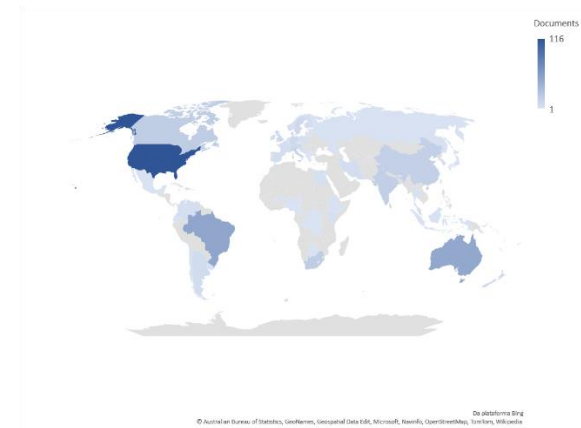 Documents
116
1
Da plataforma Bing
© Australian Bureau of Statistics, GeoNames, Geospatial Data Edit, Microsoft, Navinfo, OpenStreetMap, TomTom, Wikipedia